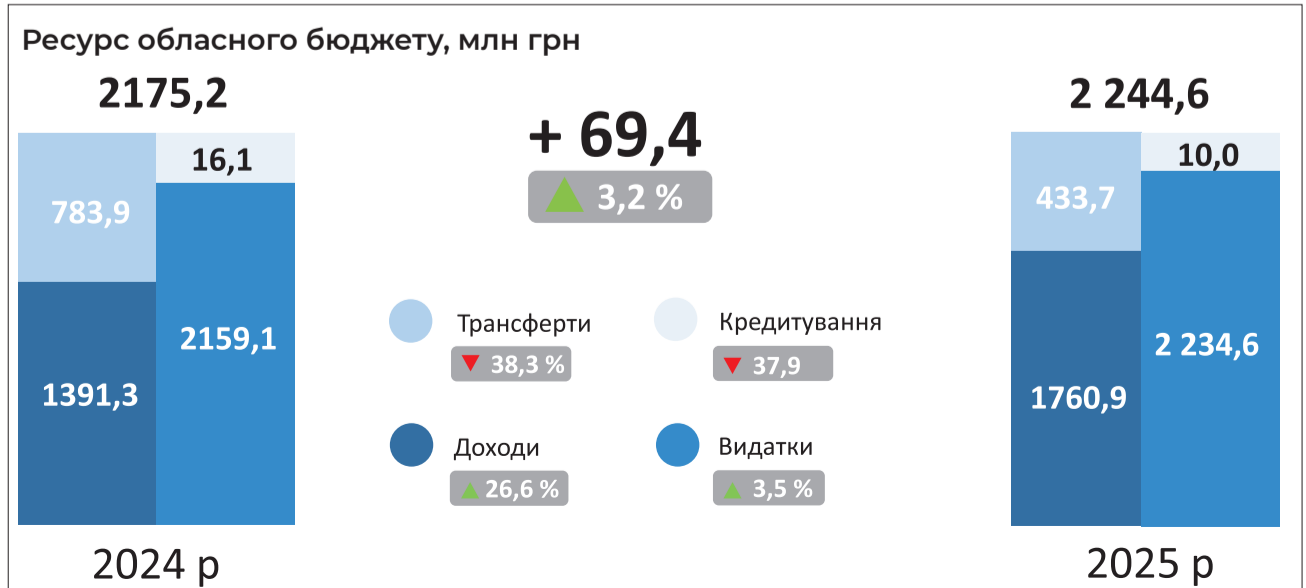 Ресурс обласного бюджету, млн грн
2175,2
16,1
783,9
2159,1
1391,3
2024 р
+ 69,4
3,2 %
Трансферти
38,3 %
Кредитування
37,9
Доходи
26,6 %
Видатки
3,5 %
2 244,6
10,0
433,7
2 234,6
1760,9
2025 р